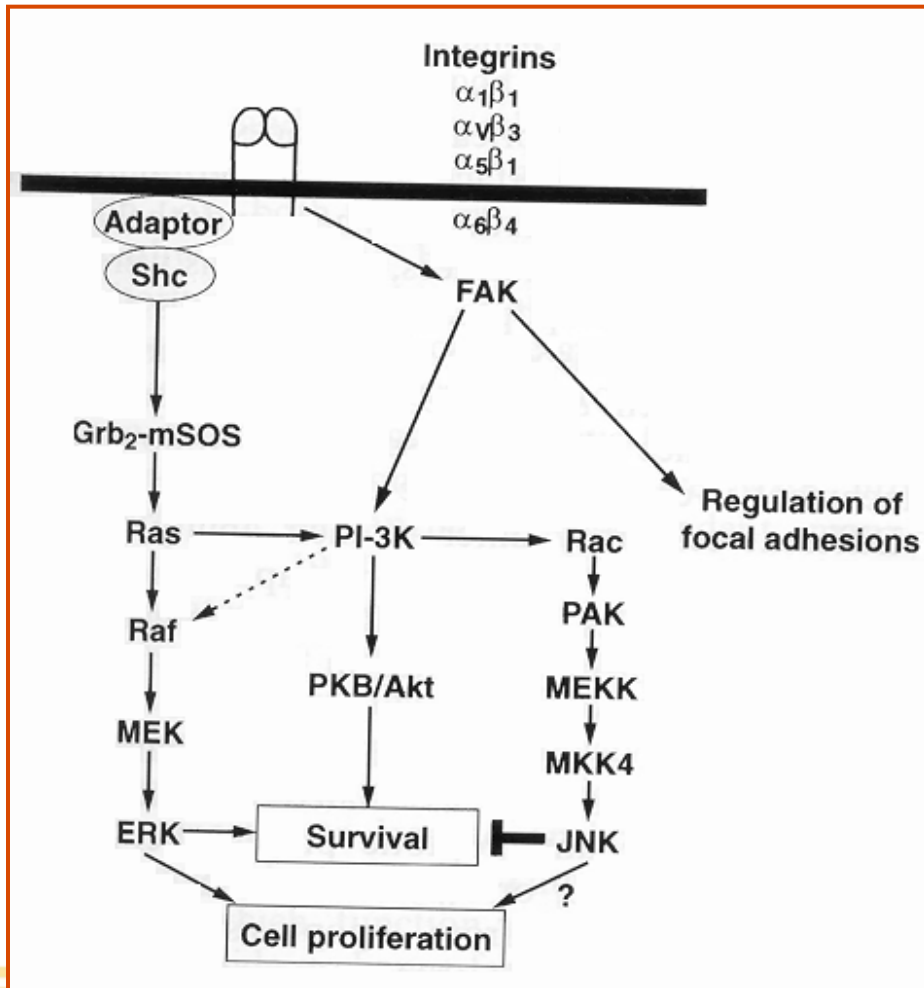 Integrins
α1β1
αVβ3
α5β1
α6β4
Adaptor
Shc
FAK
Grb2-mSOS
Regulation of
focal adhesions
Ras
PI-3K
Rac
Raf
PAK
PKB/Akt
MEKK
MEK
MKK4
ERK
Survival
JNK
?
Cell proliferation